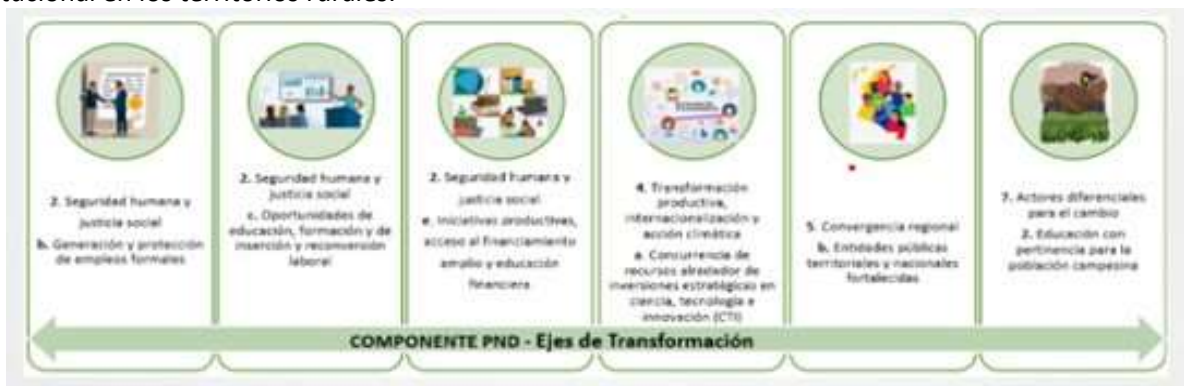 tucional en los territorios rurales.
2. Seguridad humana y
justicia social
b. Generación y protección
de empleos formales
2. Seguridad humana y
justicia social
c. Oportunidades de
educación, formación y de
inserción y reconversión
laboral
2. Seguridad humana y
justicia social
e. Iniciativas productivas,
acceso al financiamiento
amplio y educación
financiera
4. Transformación
productiva,
internacionalización y
acción climática
a. Concurrencia de
recursos alrededor de
inversiones estratégicas en
ciencia, tecnología e
innovación (CTI)
5. Convergencia regional
b. Entidades públicas
territoriales y nacionales
fortalecidas
7. Actores diferenciales
para el cambio
2. Educación con
pertinencia para la
población campesina
COMPONENTE PND - Ejes de Transformación